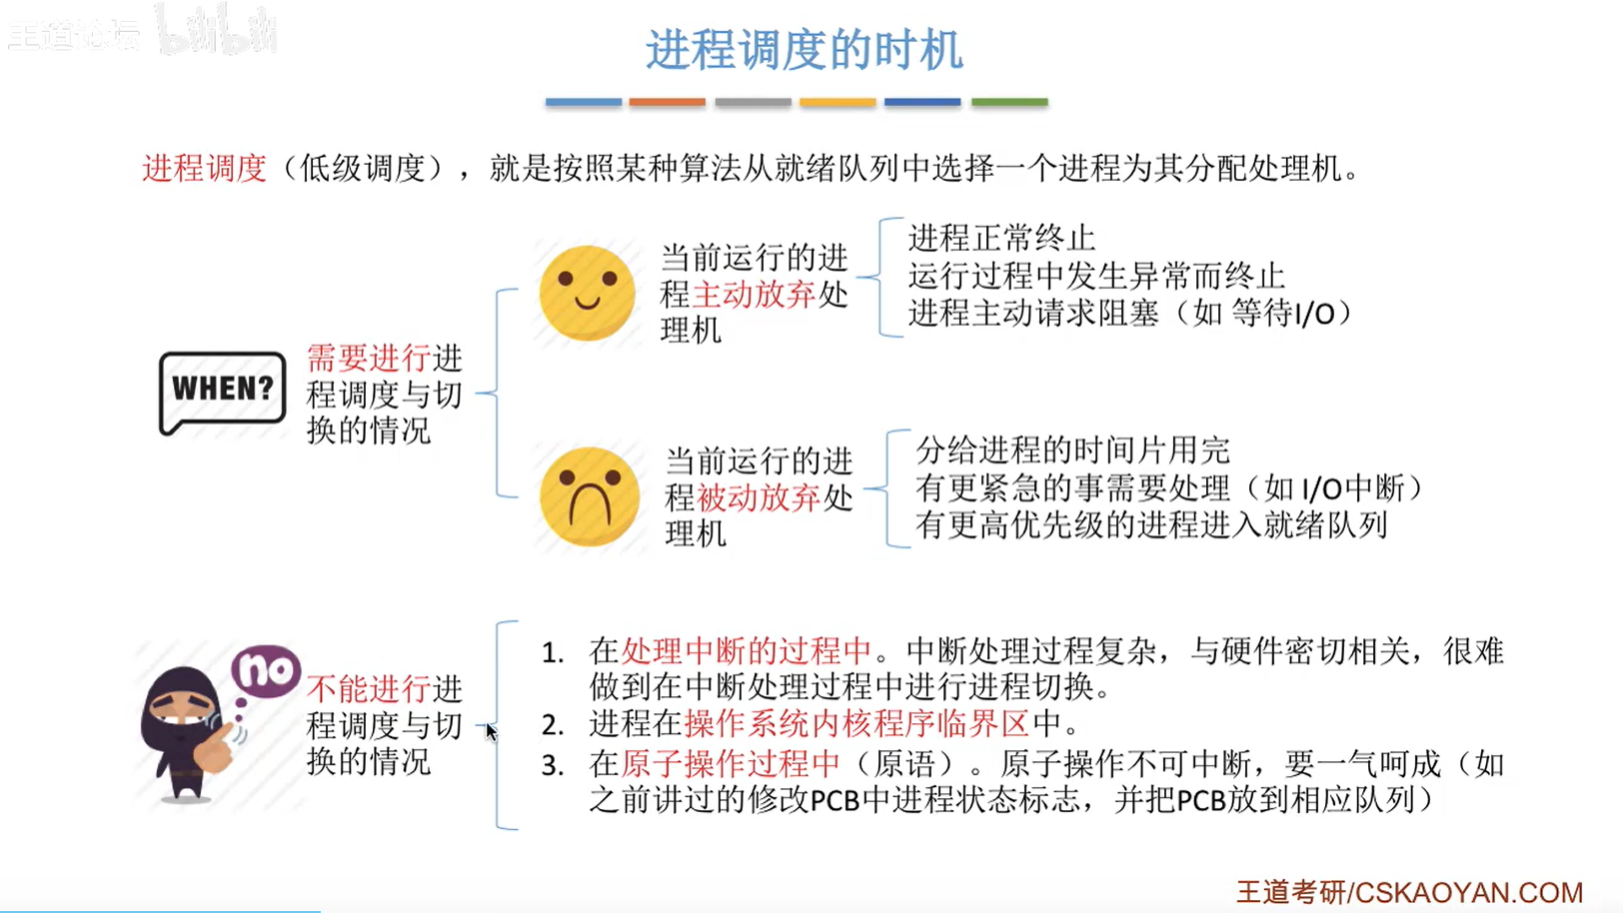 王道论坛 bilibili
进程调度的时机
进程调度（低级调度），就是按照某种算法从就绪队列中选择一个进程为其分配处理机。
WHEN?
需要进行进
程调度与切
换的情况
当前运行的进
程主动放弃处
理机
进程正常终止
运行过程中发生异常而终止
进程主动请求阻塞（如 等待I/O）
当前运行的进
程被动放弃处
理机
分给进程的时间片用完
有更紧急的事需要处理（如 I/O中断）
有更高优先级的进程进入就绪队列
no
不能进行进
程调度与切
换的情况
1. 在处理中断的过程中。中断处理过程复杂，与硬件密切相关，很难
做到在中断处理过程中进行进程切换。
2. 进程在操作系统内核程序临界区中。
3. 在原子操作过程中（原语）。原子操作不可中断，要一气呵成（如
之前讲过的修改PCB中进程状态标志，并把PCB放到相应队列）
王道考研/CSKAOYAN.COM